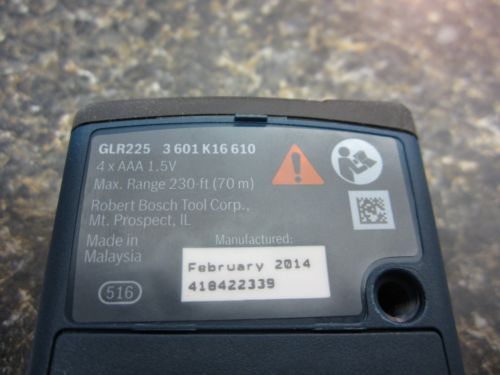 GLR225 3 601 K16 610
4 x AAA 1.5V
Max. Range 230-ft (70 m)
Robert Bosch Tool Corp.,
Mt. Prospect, IL
Made in
Malaysia
Manufactured:
February 2014
418422339
516